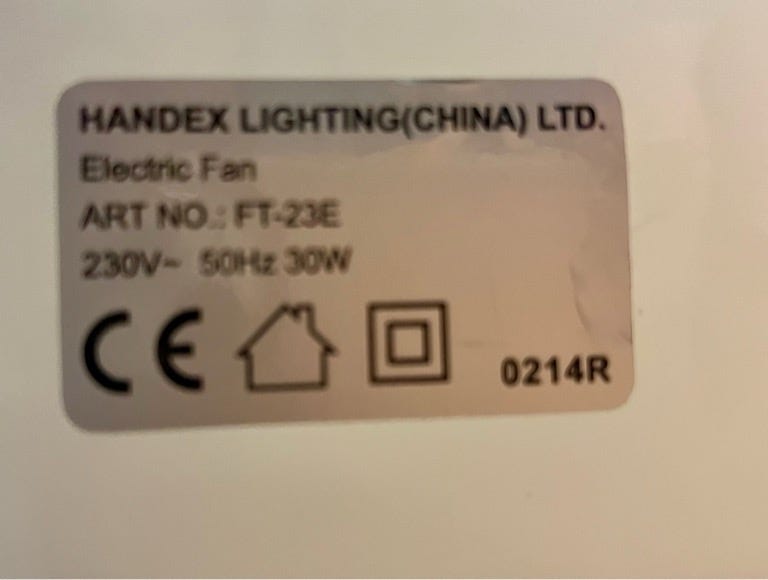 HANDEX LIGHTING(CHINA) LTD.
Electric Fan
ART NO.: FT-23E
230V~ 50Hz 30W
CE
0214R